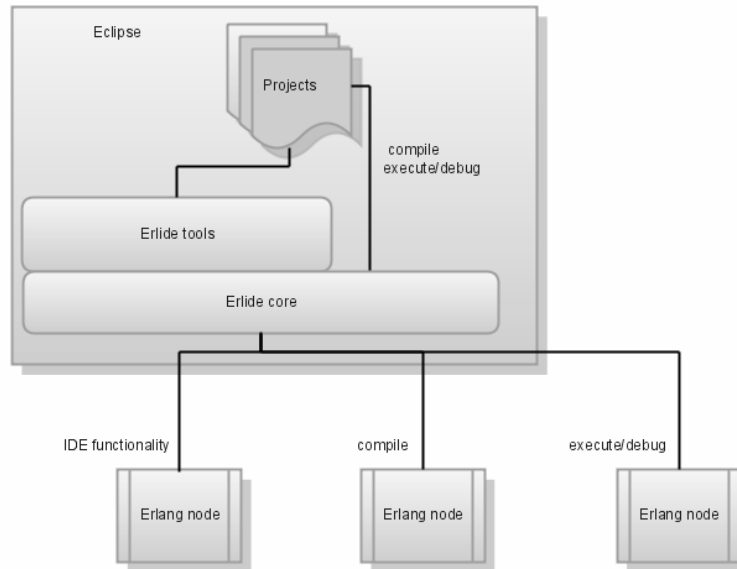 Eclipse
Projects
compile
execute/debug
Erlide tools
Erlide core
IDE functionality
compile
execute/debug
Erlang node
Erlang node
Erlang node